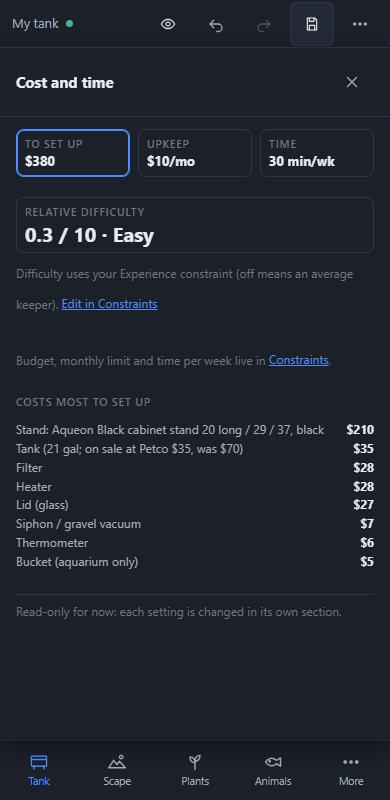 My tank
Cost and time
TO SET UP
$380
UPKEEP
$10/mo
TIME
30 min/wk
RELATIVE DIFFICULTY
0.3 / 10 · Easy
Difficulty uses your Experience constraint (off means an average
keeper). Edit in Constraints
Budget, monthly limit and time per week live in Constraints.
COSTS MOST TO SET UP
Stand: Aqueon Black cabinet stand 20 long / 29 / 37, black $210
Tank (21 gal; on sale at Petco $35, was $70) $35
Filter $28
Heater $28
Lid (glass) $27
Siphon / gravel vacuum $7
Thermometer $6
Bucket (aquarium only) $5
Read-only for now: each setting is changed in its own section.
Tank
Scape
Plants
Animals
More